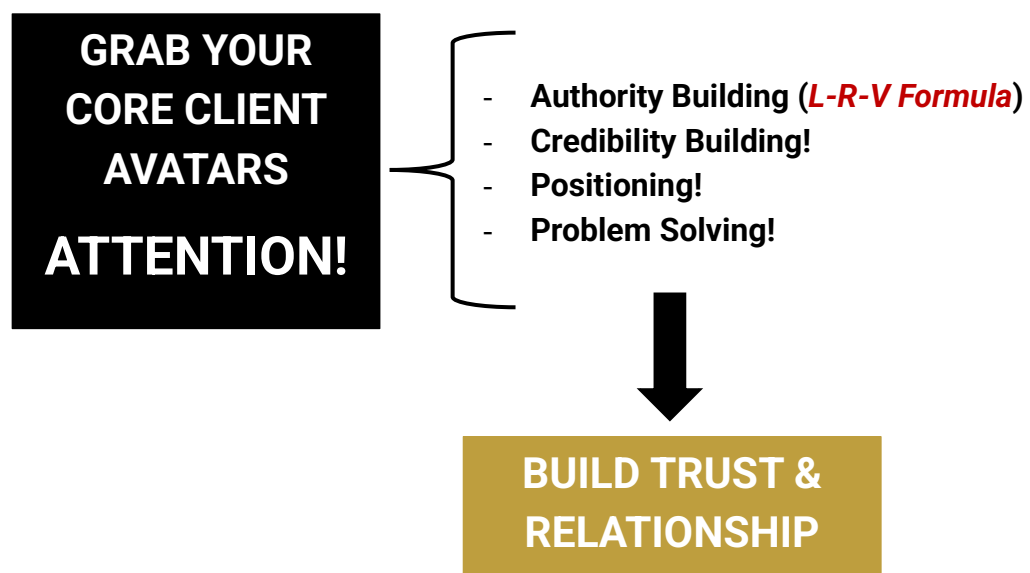 GRAB YOUR
CORE CLIENT
AVATARS
ATTENTION!
- Authority Building (L-R-V Formula)
- Credibility Building!
- Positioning!
- Problem Solving!
BUILD TRUST &
RELATIONSHIP